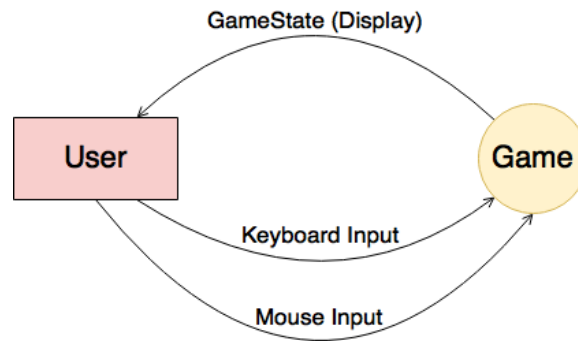 GameState (Display)
User
Game
Keyboard Input
Mouse Input